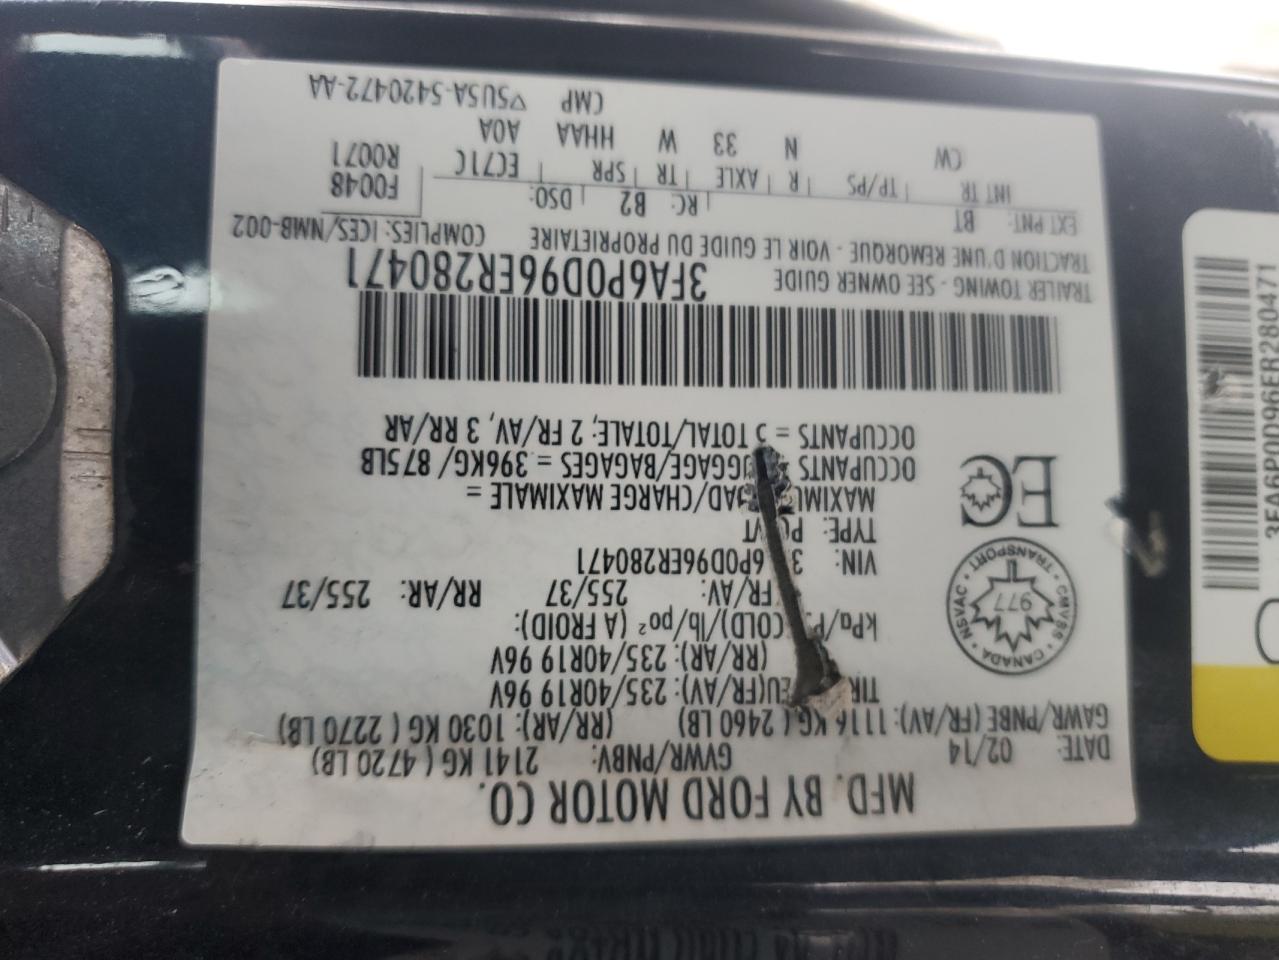 MFD. BY FORD MOTOR CO.
DATE: 02/14 GVWR/PNBV: 2141 KG ( 4720 LB)
GAWR/PNBE (FR/AV): 1116 KG ( 2460 LB) (RR/AR): 1030 KG ( 2270 LB)
(FR/AV): 235/40R19 96V
(RR/AR): 235/40R19 96V
COLD)/lb/po² (A FROID):
FR/AV: 255/37 RR/AR: 255/37
VIN: 3 6P0D96ER280471
TYPE:
MAXIMU AD/CHARGE MAXIMALE =
OCCUPANTS UGGAGE/BAGAGES = 396KG/ 875LB
OCCUPANTS = 5 TOTAL/TOTALE; 2 FR/AV, 3 RR/AR
CMVSS • TRANSPORT • CANADA • NSVAC
977
EC
3FA6P0D96ER280471
TRAILER TOWING - SEE OWNER GUIDE
TRACTION D'UNE REMORQUE - VOIR LE GUIDE DU PROPRIETAIRE
COMPLIES: ICES/NMB-002
EXT PNT: BT RC: B2 DSO: F0048
R0071
INT TR TP/PS R AXLE TR SPR EC71C
CW N 33 W HHAA A0A
CMP ▽5U5A-5420472-AA
3FA6P0D96ER280471